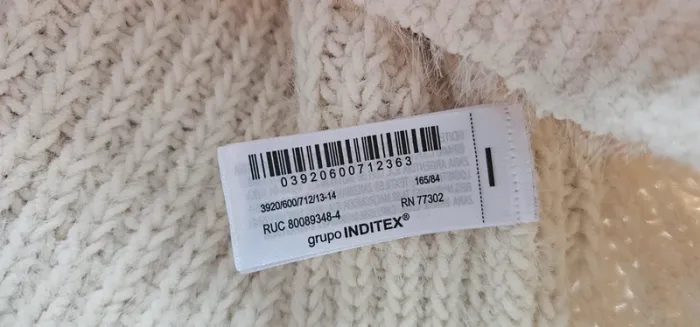 03920600712363
3920/600/712/13-14 165/84
RUC 80089348-4 RN 77302
grupo INDITEX®